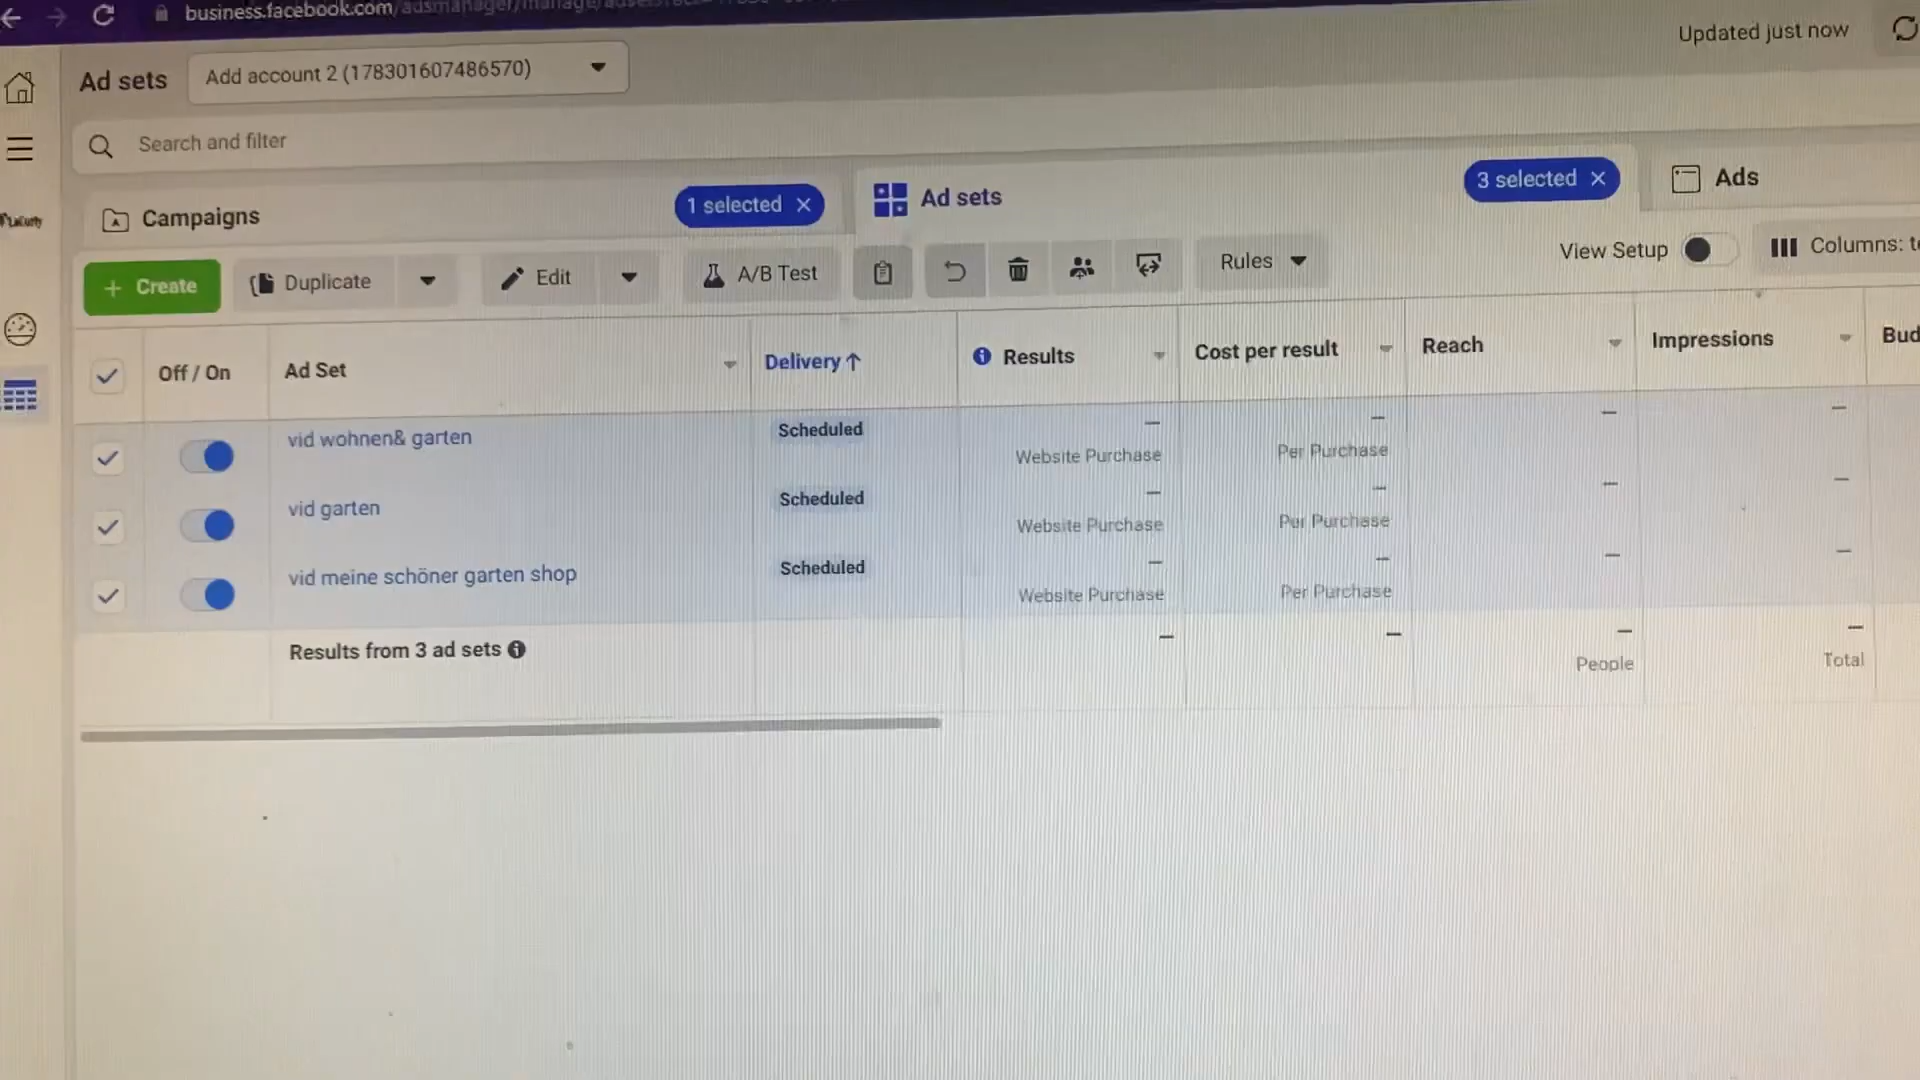 business.facebook.com/adsmanager/manage/
Updated just now
Ad sets
Add account 2 (178301607486570)
Search and filter
Campaigns
1 selected
Ad sets
3 selected
Ads
+ Create
Duplicate
Edit
A/B Test
Rules
View Setup
Columns:
Off / On
Ad Set
Delivery ↑
Results
Cost per result
Reach
Impressions
Bud
vid wohnen& garten
Scheduled
—
Website Purchase
—
Per Purchase
—
—
vid garten
Scheduled
—
Website Purchase
—
Per Purchase
—
—
vid meine schöner garten shop
Scheduled
—
Website Purchase
—
Per Purchase
—
—
Results from 3 ad sets
—
—
—
People
—
Total